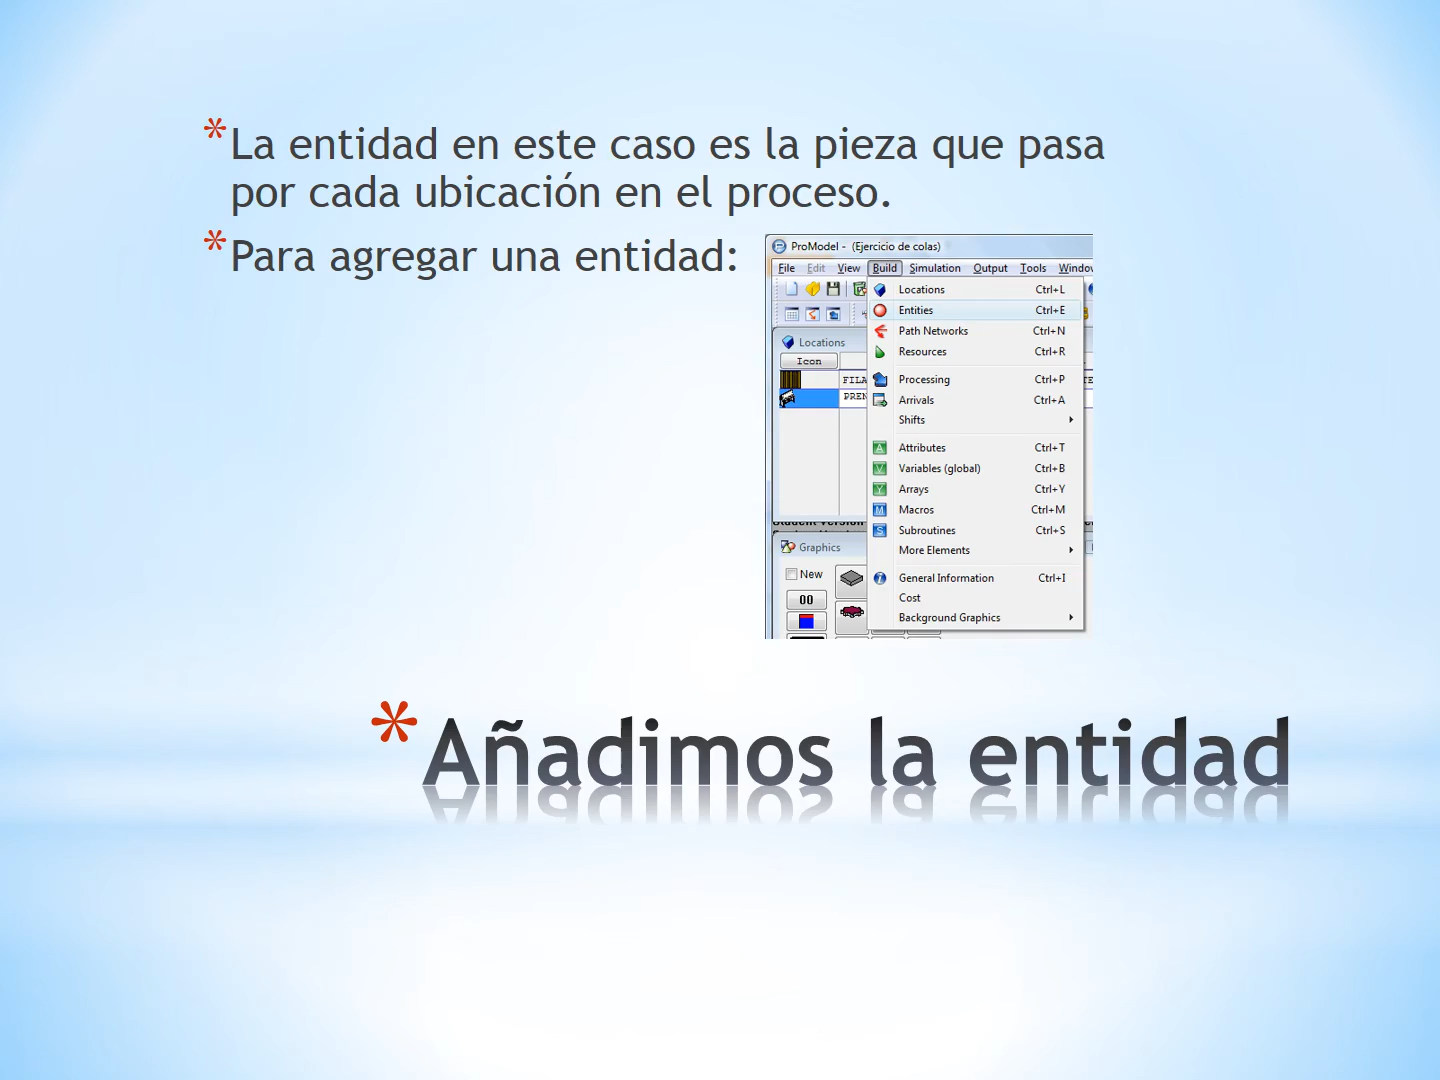 * La entidad en este caso es la pieza que pasa
por cada ubicación en el proceso.
* Para agregar una entidad:
ProModel - (Ejercicio de colas)
File Edit View Build Simulation Output Tools Window
Locations Ctrl+L
Entities Ctrl+E
Path Networks Ctrl+N
Resources Ctrl+R
Processing Ctrl+P
Arrivals Ctrl+A
Shifts
Attributes Ctrl+T
Variables (global) Ctrl+B
Arrays Ctrl+Y
Macros Ctrl+M
Subroutines Ctrl+S
More Elements
General Information Ctrl+I
Cost
Background Graphics
Locations
Icon
FILA
PREN
Student Version
Graphics
New
00
* Añadimos la entidad